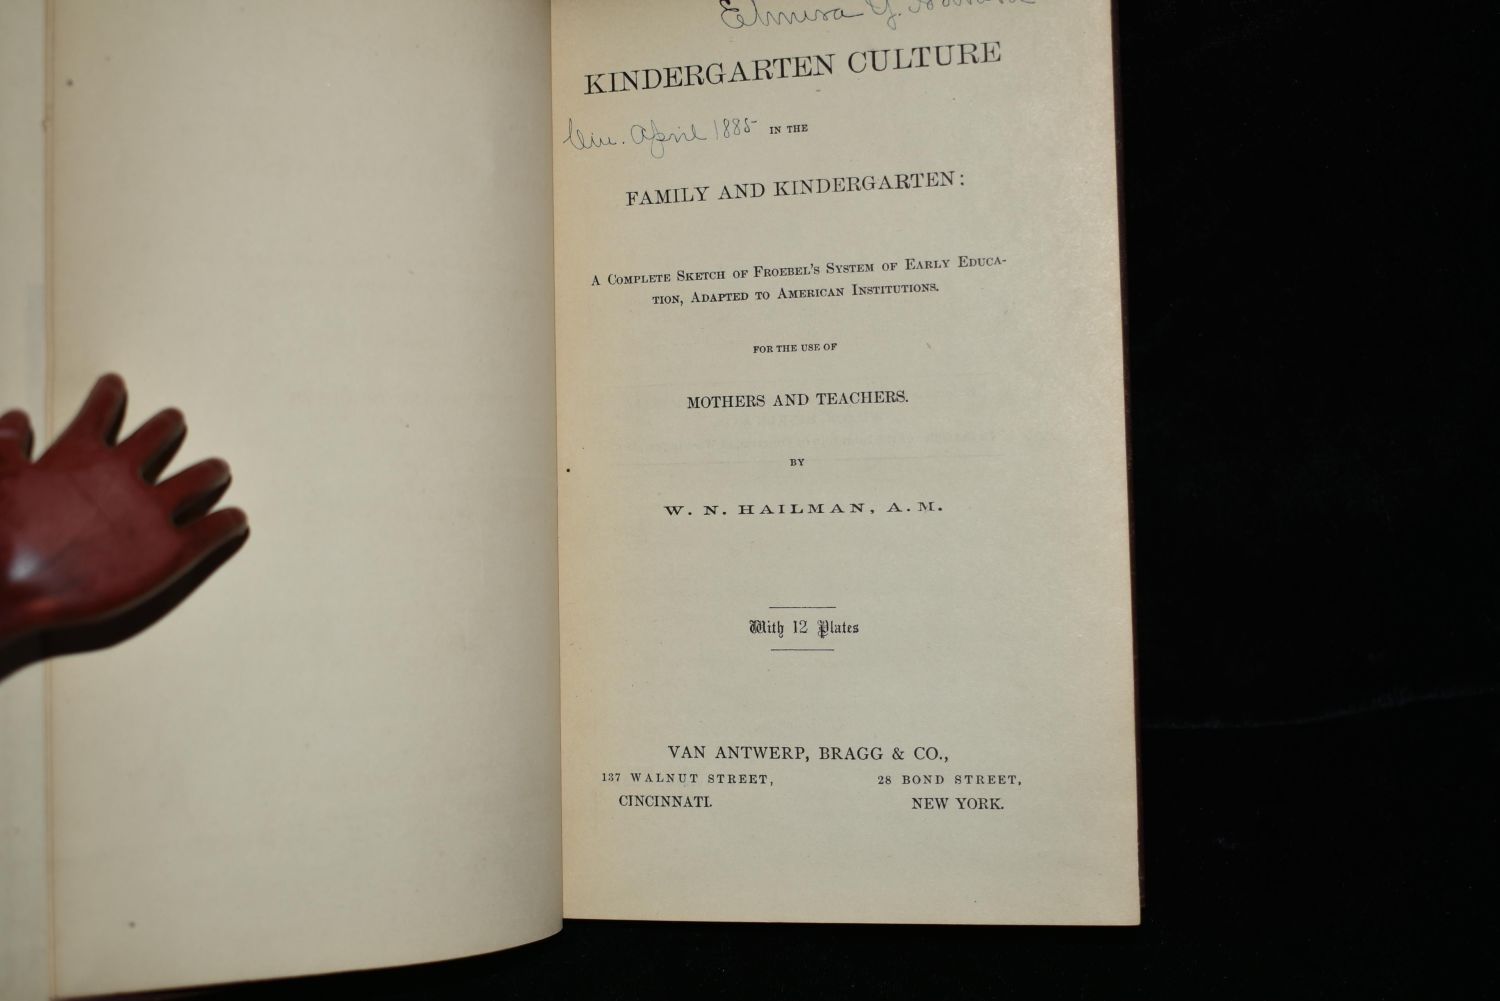 Elmira Y.
KINDERGARTEN CULTURE
Cin. April 1885 IN THE
FAMILY AND KINDERGARTEN:
A COMPLETE SKETCH OF FROEBEL'S SYSTEM OF EARLY EDUCA-
TION, ADAPTED TO AMERICAN INSTITUTIONS.
FOR THE USE OF
MOTHERS AND TEACHERS.
BY
W. N. HAILMAN, A.M.
With 12 Plates
VAN ANTWERP, BRAGG & CO.,
137 WALNUT STREET, 28 BOND STREET,
CINCINNATI. NEW YORK.